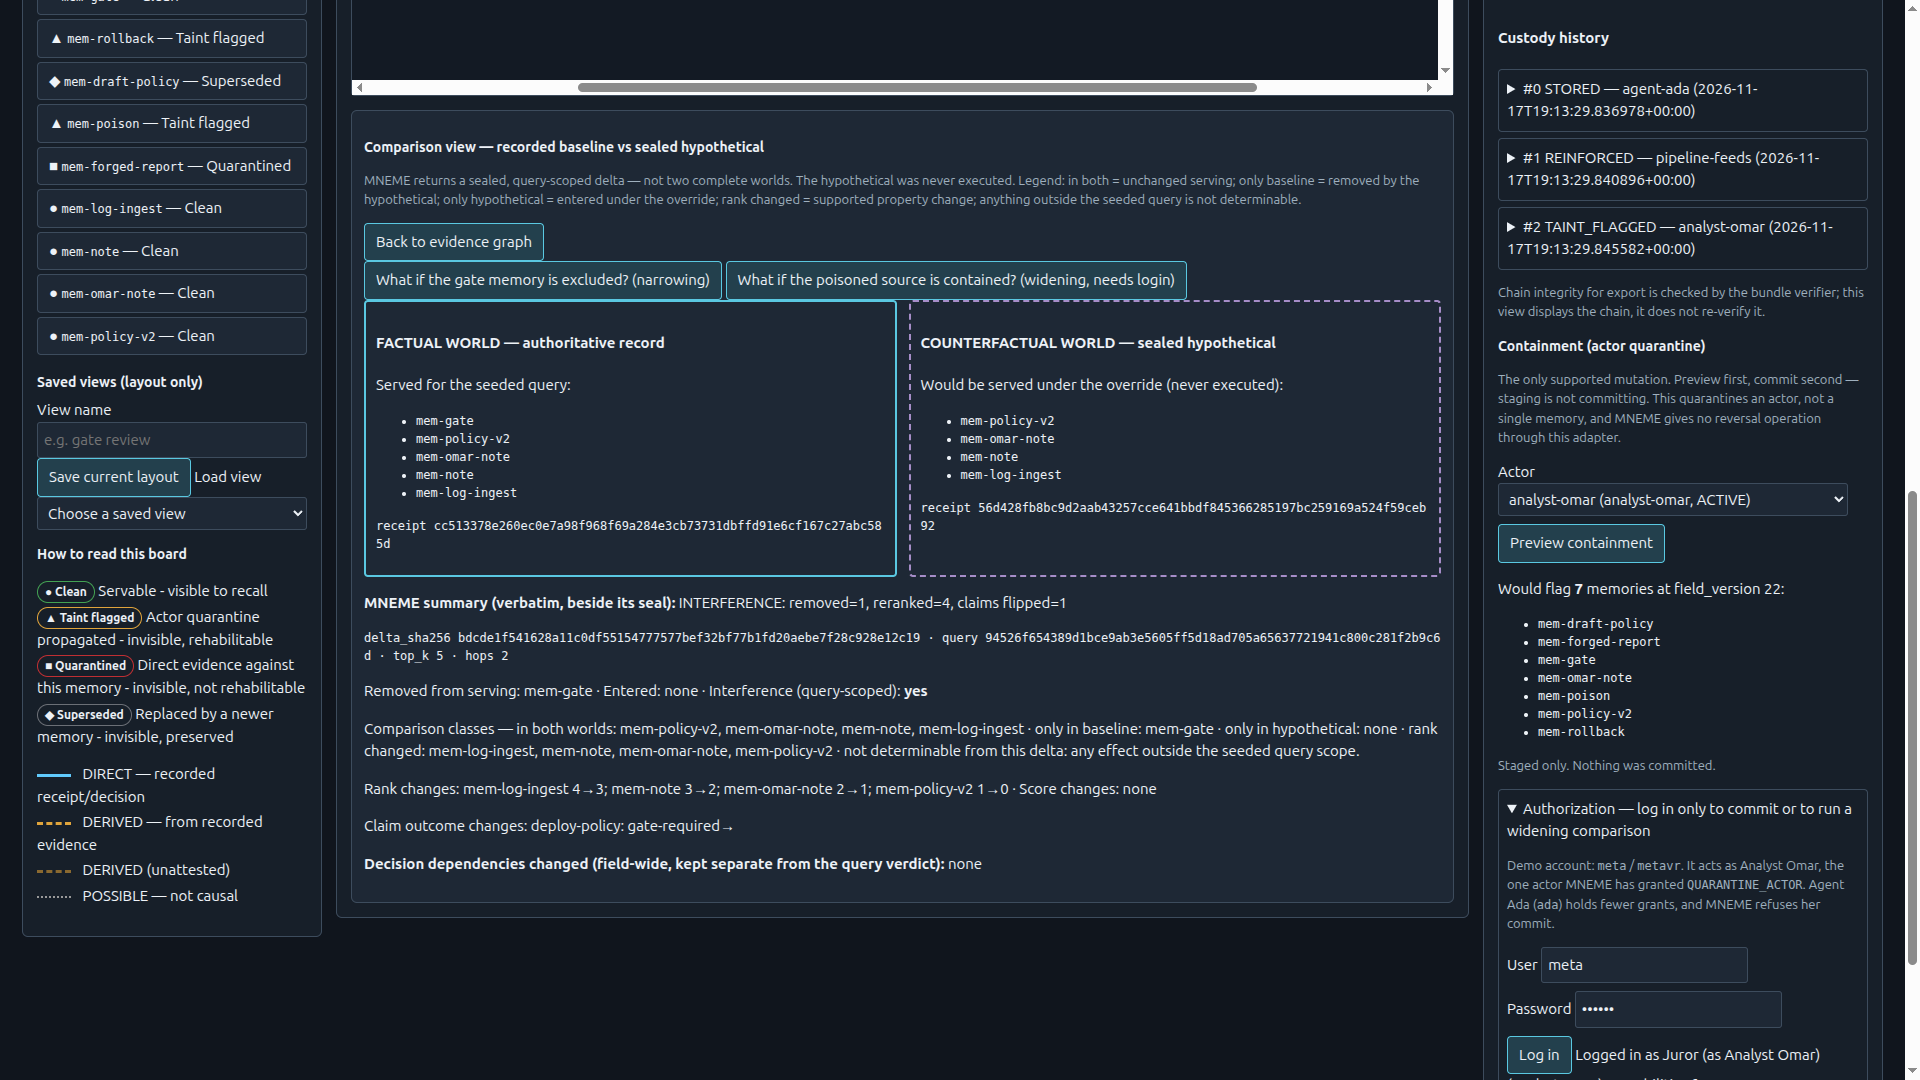 ▲ mem-rollback — Taint flagged
◆ mem-draft-policy — Superseded
▲ mem-poison — Taint flagged
■ mem-forged-report — Quarantined
● mem-log-ingest — Clean
● mem-note — Clean
● mem-omar-note — Clean
● mem-policy-v2 — Clean
Saved views (layout only)
View name
e.g. gate review
Save current layout Load view
Choose a saved view
How to read this board
● Clean Servable - visible to recall
▲ Taint flagged Actor quarantine
propagated - invisible, rehabilitable
■ Quarantined Direct evidence against
this memory - invisible, not rehabilitable
◆ Superseded Replaced by a newer
memory - invisible, preserved
DIRECT — recorded
receipt/decision
DERIVED — from recorded
evidence
DERIVED (unattested)
POSSIBLE — not causal
Comparison view — recorded baseline vs sealed hypothetical
MNEME returns a sealed, query-scoped delta — not two complete worlds. The hypothetical was never executed. Legend: in both = unchanged serving; only baseline = removed by the
hypothetical; only hypothetical = entered under the override; rank changed = supported property change; anything outside the seeded query is not determinable.
Back to evidence graph
What if the gate memory is excluded? (narrowing) What if the poisoned source is contained? (widening, needs login)
FACTUAL WORLD — authoritative record
Served for the seeded query:
• mem-gate
• mem-policy-v2
• mem-omar-note
• mem-note
• mem-log-ingest
receipt cc513378e260ec0e7a98f968f69a284e3cb73731dbffd91e6cf167c27abc58
5d
COUNTERFACTUAL WORLD — sealed hypothetical
Would be served under the override (never executed):
• mem-policy-v2
• mem-omar-note
• mem-note
• mem-log-ingest
receipt 56d428fb8bc9d2aab43257cce641bbdf845366285197bc259169a524f59ceb
92
MNEME summary (verbatim, beside its seal): INTERFERENCE: removed=1, reranked=4, claims flipped=1
delta_sha256 bdcde1f541628a11c0df55154777577bef32bf77b1fd20aebe7f28c928e12c19 · query 94526f654389d1bce9ab3e5605ff5d18ad705a65637721941c800c281f2b9c6
d · top_k 5 · hops 2
Removed from serving: mem-gate · Entered: none · Interference (query-scoped): yes
Comparison classes — in both worlds: mem-policy-v2, mem-omar-note, mem-note, mem-log-ingest · only in baseline: mem-gate · only in hypothetical: none · rank
changed: mem-log-ingest, mem-note, mem-omar-note, mem-policy-v2 · not determinable from this delta: any effect outside the seeded query scope.
Rank changes: mem-log-ingest 4→3; mem-note 3→2; mem-omar-note 2→1; mem-policy-v2 1→0 · Score changes: none
Claim outcome changes: deploy-policy: gate-required→
Decision dependencies changed (field-wide, kept separate from the query verdict): none
Custody history
▶ #0 STORED — agent-ada (2026-11-
17T19:13:29.836978+00:00)
▶ #1 REINFORCED — pipeline-feeds (2026-11-
17T19:13:29.840896+00:00)
▶ #2 TAINT_FLAGGED — analyst-omar (2026-11-
17T19:13:29.845582+00:00)
Chain integrity for export is checked by the bundle verifier; this
view displays the chain, it does not re-verify it.
Containment (actor quarantine)
The only supported mutation. Preview first, commit second —
staging is not committing. This quarantines an actor, not a
single memory, and MNEME gives no reversal operation
through this adapter.
Actor
analyst-omar (analyst-omar, ACTIVE)
Preview containment
Would flag 7 memories at field_version 22:
• mem-draft-policy
• mem-forged-report
• mem-gate
• mem-omar-note
• mem-poison
• mem-policy-v2
• mem-rollback
Staged only. Nothing was committed.
▼ Authorization — log in only to commit or to run a
widening comparison
Demo account: meta / metavr. It acts as Analyst Omar, the
one actor MNEME has granted QUARANTINE_ACTOR. Agent
Ada (ada) holds fewer grants, and MNEME refuses her
commit.
User meta
Password ••••••
Log in Logged in as Juror (as Analyst Omar)